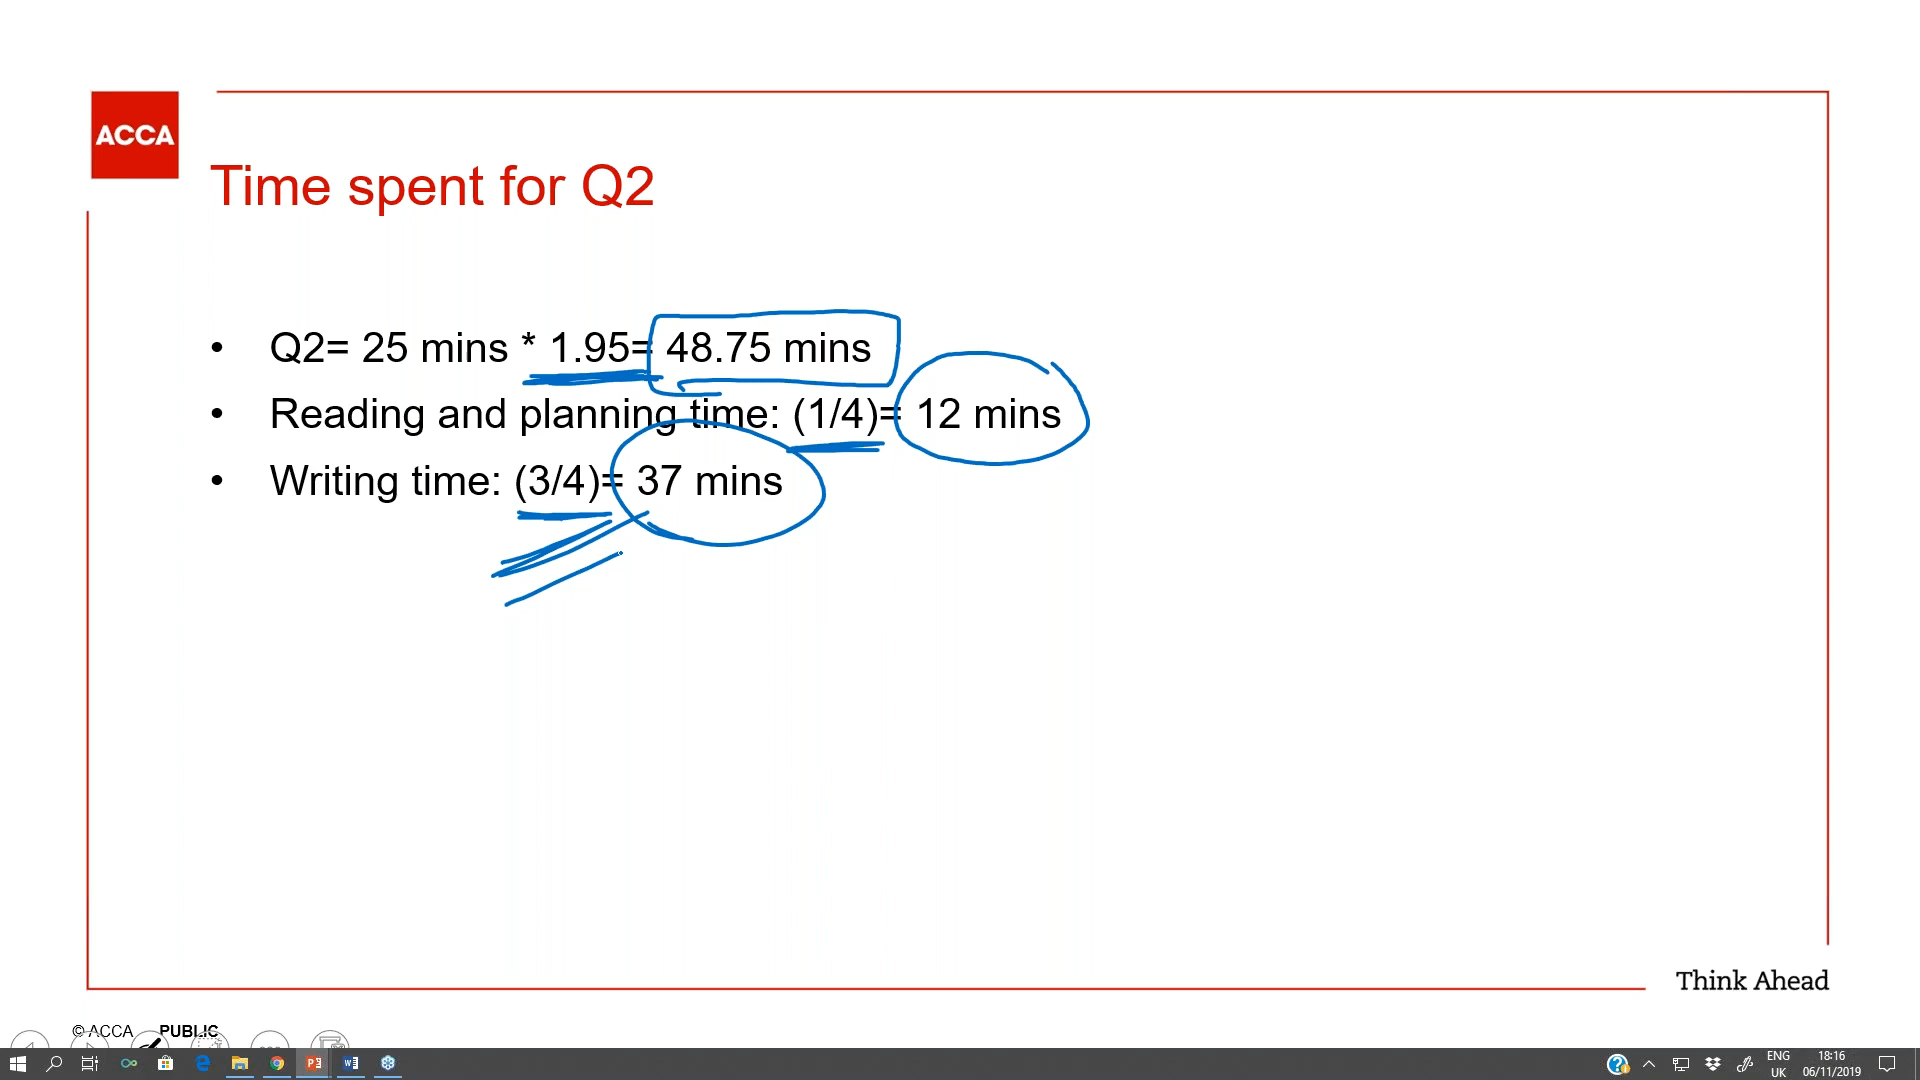 ACCA
Time spent for Q2
• Q2= 25 mins * 1.95= 48.75 mins
• Reading and planning time: (1/4)= 12 mins
• Writing time: (3/4)= 37 mins
Think Ahead
© ACCA PUBLIC
ENG
UK
18:16
06/11/2019